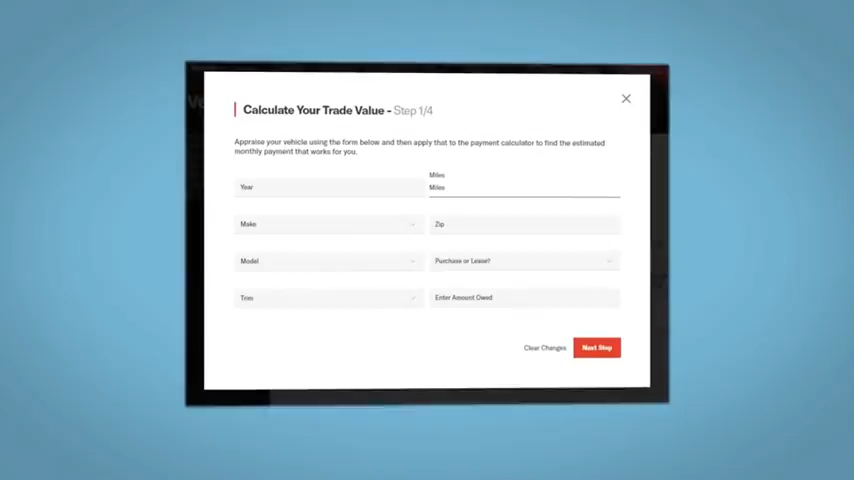 Calculate Your Trade Value - Step 1/4
Appraise your vehicle using the form below and then apply that to the payment calculator to find the estimated
monthly payment that works for you.
Miles
Year
Miles
Make
Zip
Model
Purchase or Lease?
Trim
Enter Amount Owed
Clear Changes
Next Step